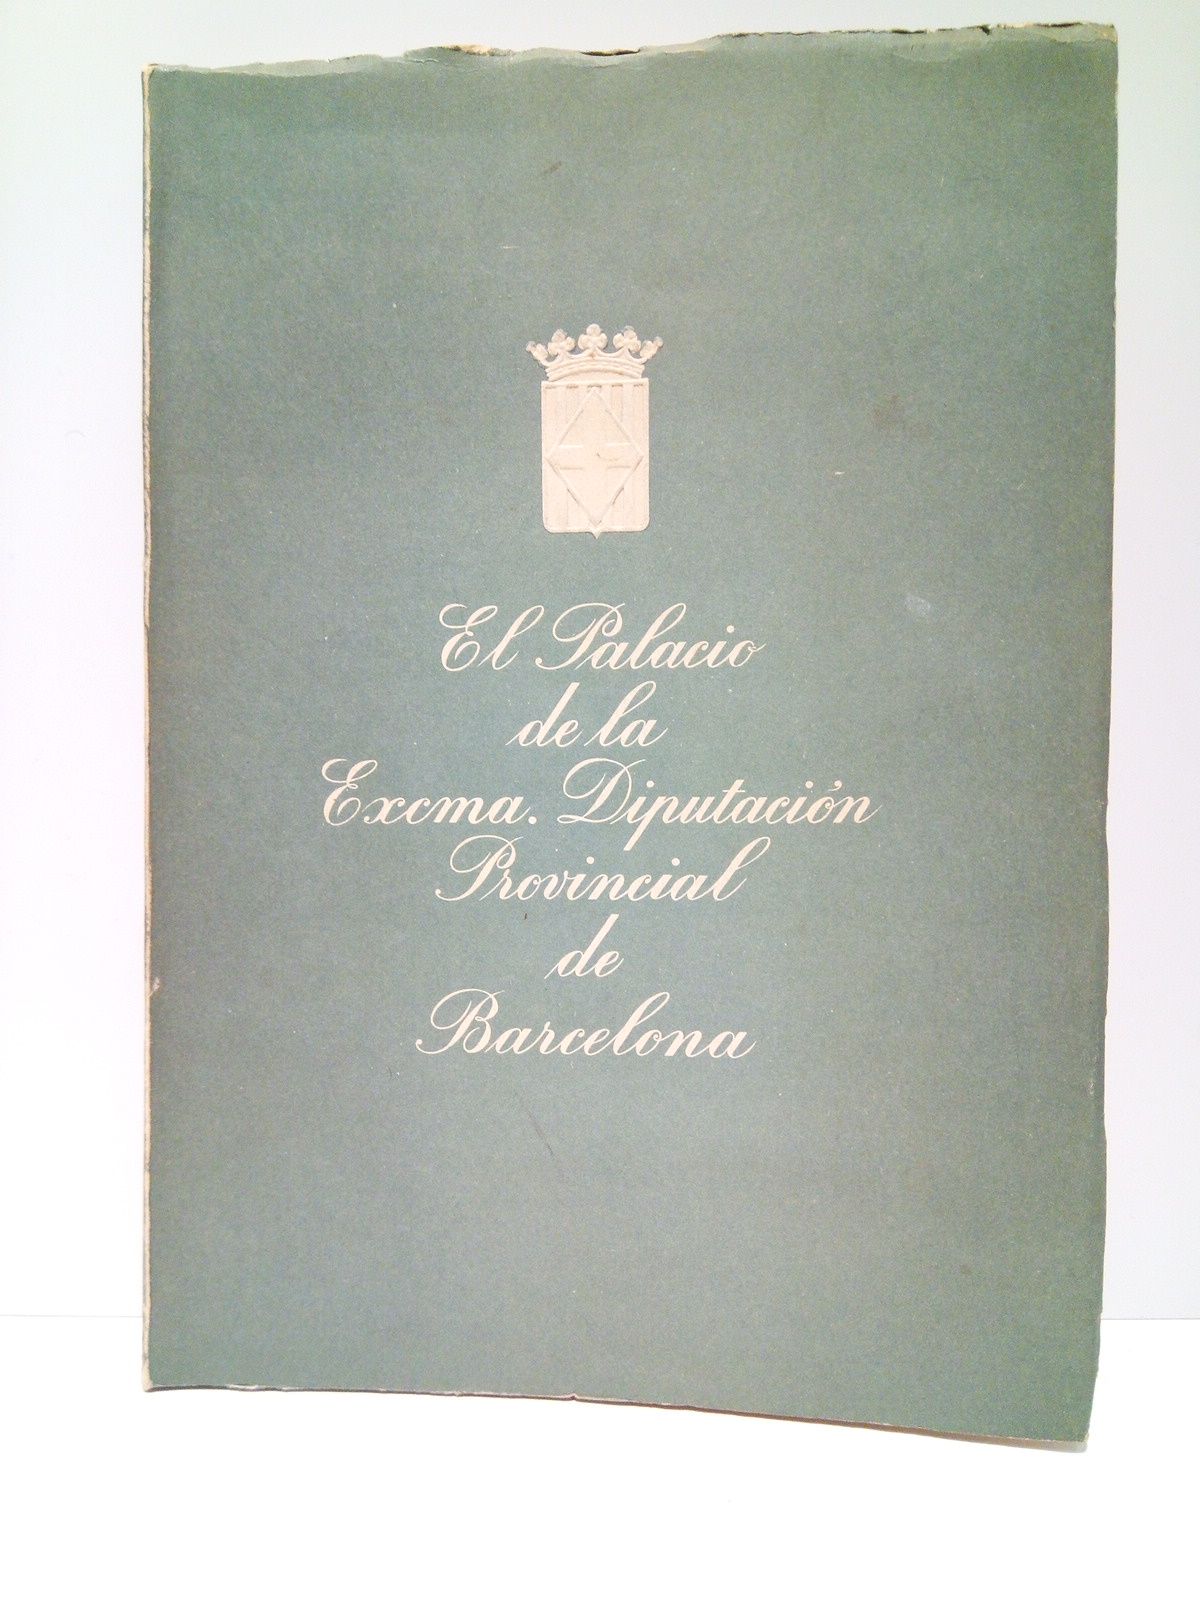 El Palacio
de la
Excma. Diputación
Provincial
de
Barcelona